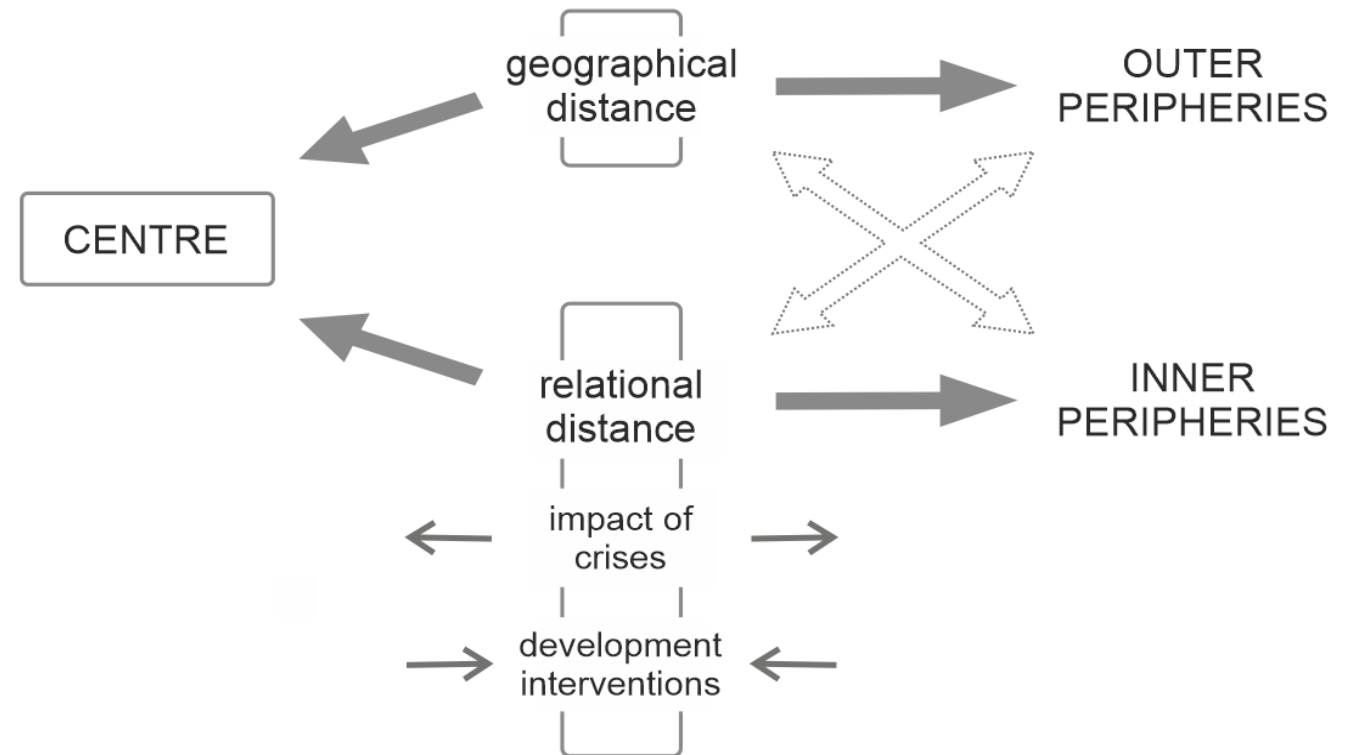 geographical
distance
OUTER
PERIPHERIES
CENTRE
relational
distance
INNER
PERIPHERIES
impact of
crises
development
interventions